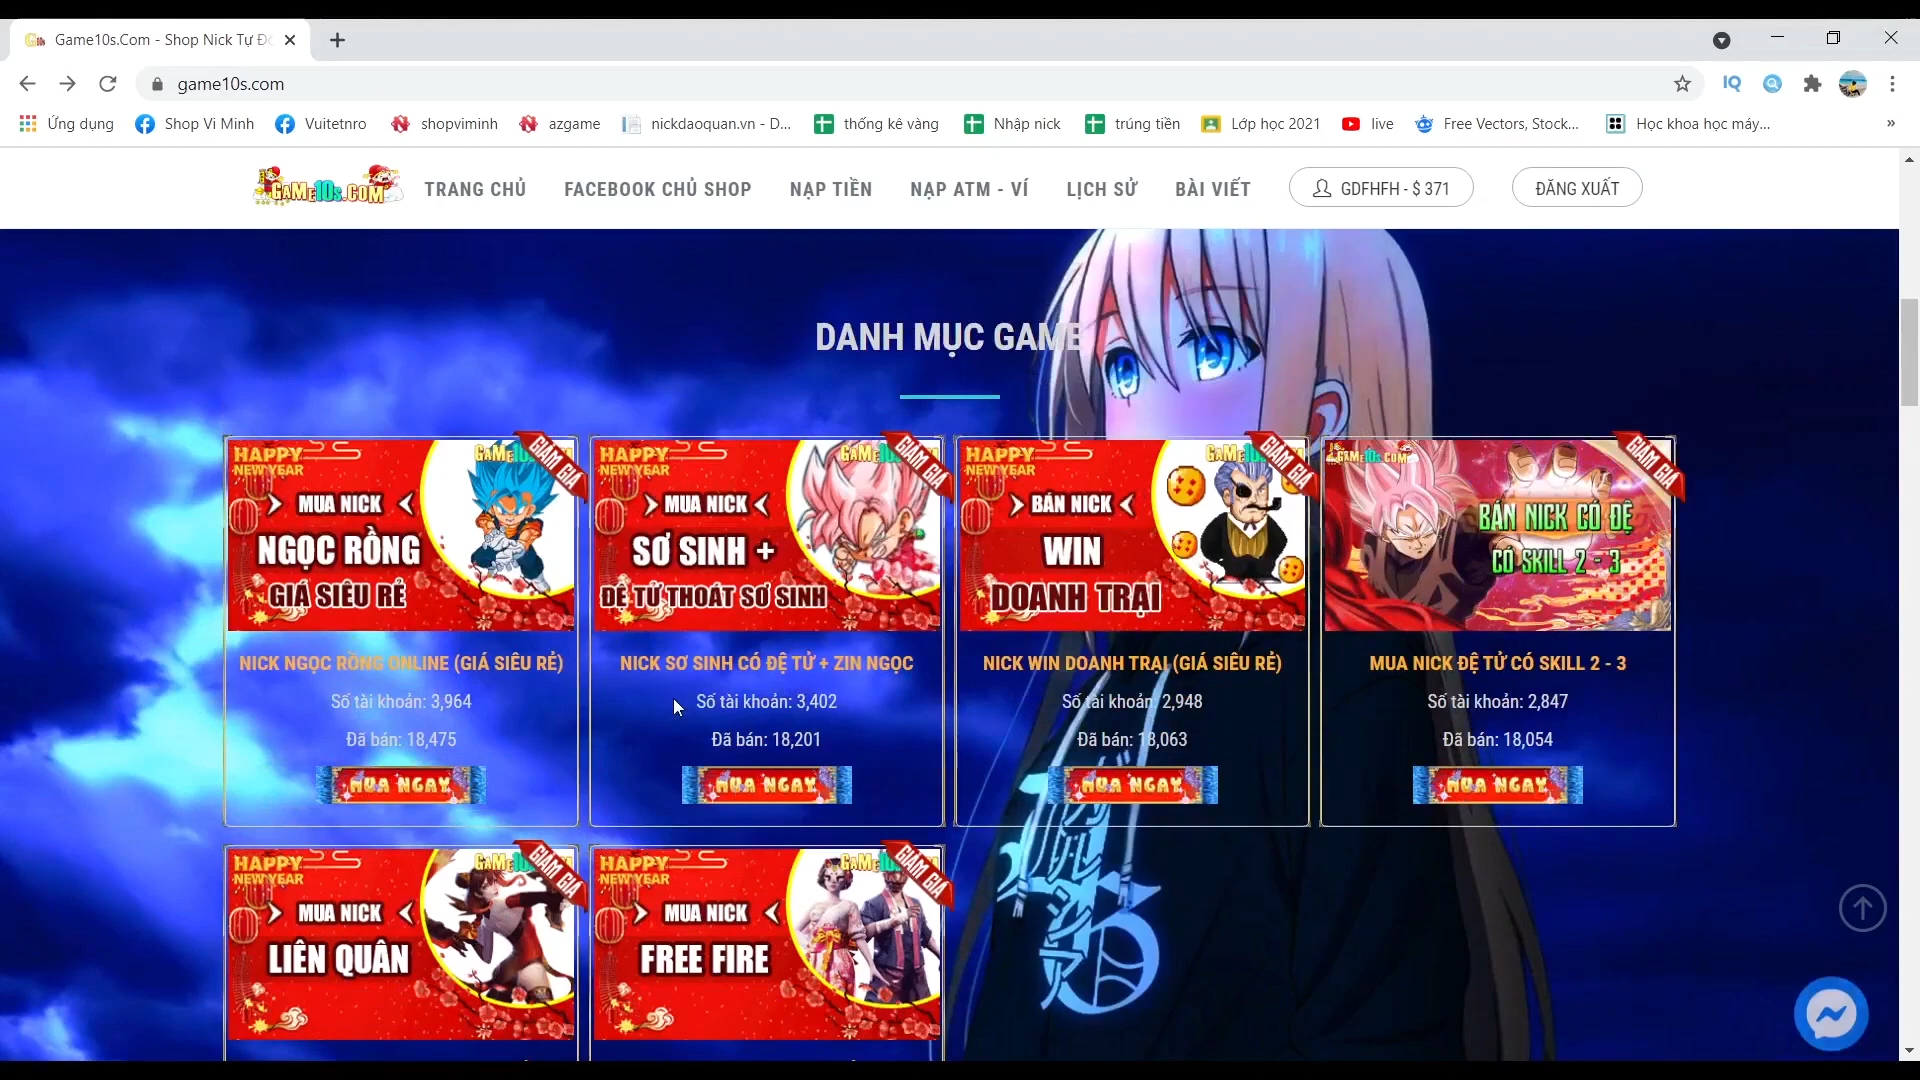 Game10s.Com - Shop Nick Tự Đ
game10s.com
IQ
Ứng dụng
Shop Vi Minh
Vuitetnro
shopviminh
azgame
nickdaoquan.vn - D...
thống kê vàng
Nhập nick
trúng tiền
Lớp học 2021
live
Free Vectors, Stock...
Học khoa học máy...
»
GAME10S.COM
TRANG CHỦ
FACEBOOK CHỦ SHOP
NẠP TIỀN
NẠP ATM - VÍ
LỊCH SỬ
BÀI VIẾT
GDFHFH - $ 371
ĐĂNG XUẤT
DANH MỤC GAME
HAPPY
NEW YEAR
GAME10
GIẢM GIÁ
MUA NICK
NGỌC RỒNG
GIÁ SIÊU RẺ
HAPPY
NEW YEAR
GAME10
GIẢM GIÁ
MUA NICK
SƠ SINH +
ĐỆ TỬ THOÁT SƠ SINH
HAPPY
NEW YEAR
GAME10
GIẢM GIÁ
BÁN NICK
WIN
DOANH TRẠI
GAME10S.COM
GIẢM GIÁ
BÁN NICK CÓ ĐỆ
CÓ SKILL 2 - 3
NICK NGỌC RỒNG ONLINE (GIÁ SIÊU RẺ)
NICK SƠ SINH CÓ ĐỆ TỬ + ZIN NGỌC
NICK WIN DOANH TRẠI (GIÁ SIÊU RẺ)
MUA NICK ĐỆ TỬ CÓ SKILL 2 - 3
Số tài khoản: 3,964
Số tài khoản: 3,402
Số tài khoản: 2,948
Số tài khoản: 2,847
Đã bán: 18,475
Đã bán: 18,201
Đã bán: 18,063
Đã bán: 18,054
MUA NGAY
MUA NGAY
MUA NGAY
MUA NGAY
HAPPY
NEW YEAR
GAME10
GIẢM GIÁ
MUA NICK
LIÊN QUÂN
HAPPY
NEW YEAR
GAME10
GIẢM GIÁ
MUA NICK
FREE FIRE